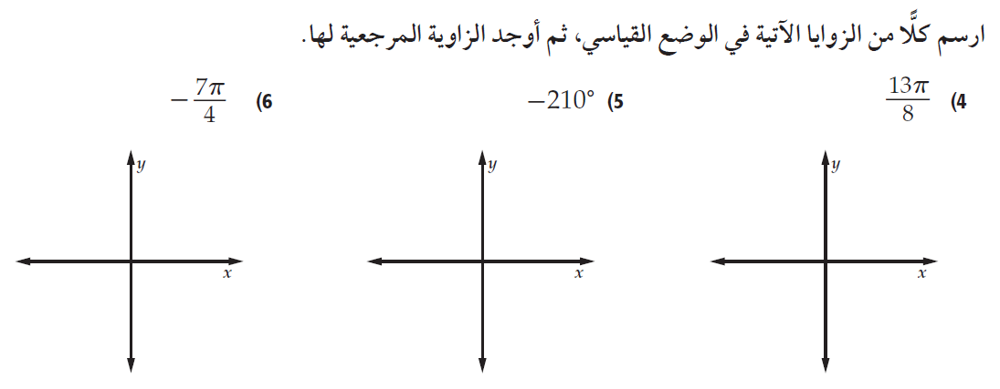 ارسم كلًّا من الزوايا الآتية في الوضع القياسي، ثم أوجد الزاوية المرجعية لها.
(4 13π/8 (5 −210° (6 −7π/4
y y y
x x x